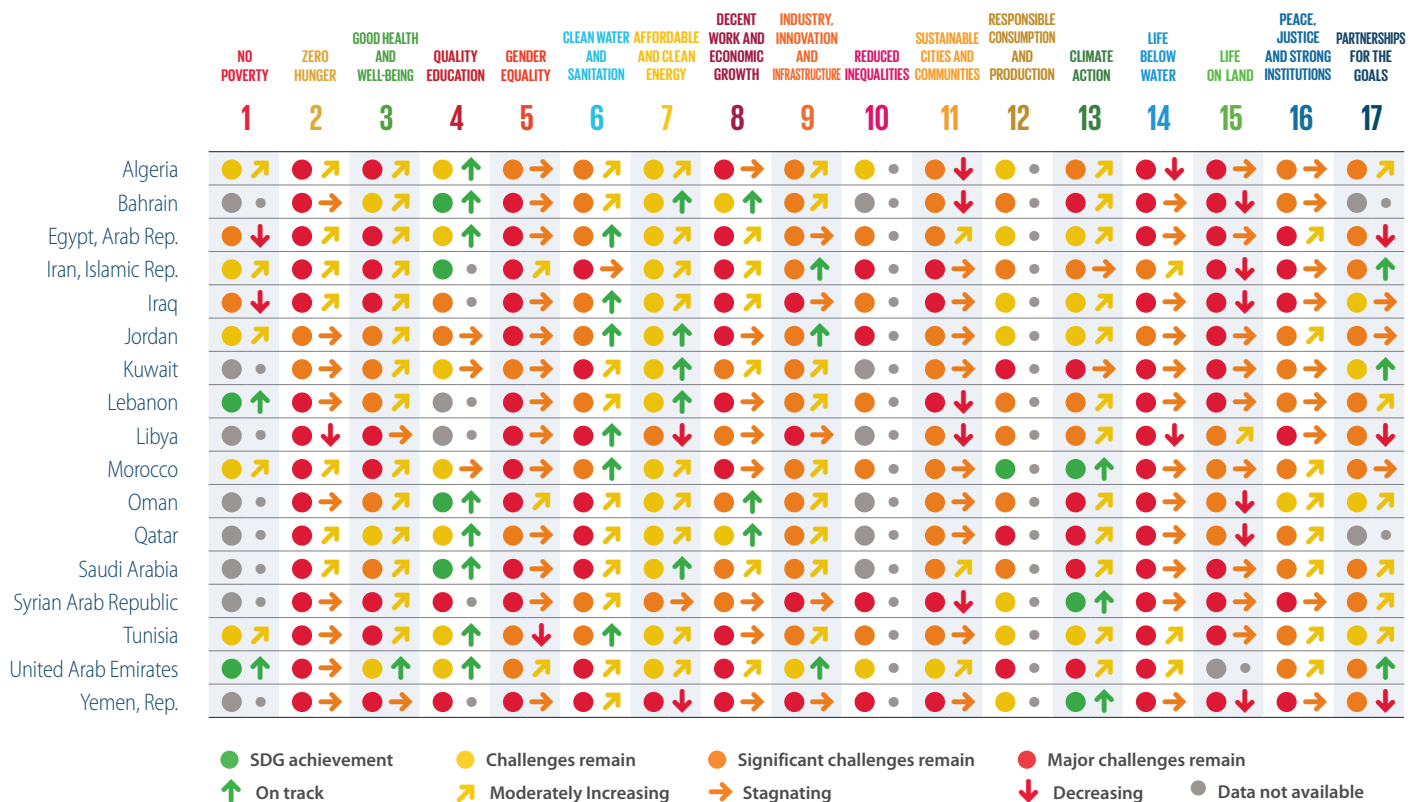 NO
POVERTY
ZERO
HUNGER
GOOD HEALTH
AND
WELL-BEING
QUALITY
EDUCATION
GENDER
EQUALITY
CLEAN WATER
AND
SANITATION
AFFORDABLE
AND CLEAN
ENERGY
DECENT
WORK AND
ECONOMIC
GROWTH
INDUSTRY,
INNOVATION
AND
INFRASTRUCTURE
REDUCED
INEQUALITIES
SUSTAINABLE
CITIES AND
COMMUNITIES
RESPONSIBLE
CONSUMPTION
AND
PRODUCTION
CLIMATE
ACTION
LIFE
BELOW
WATER
LIFE
ON LAND
PEACE,
JUSTICE
AND STRONG
INSTITUTIONS
PARTNERSHIPS
FOR THE
GOALS
1 2 3 4 5 6 7 8 9 10 11 12 13 14 15 16 17
Algeria
Bahrain
Egypt, Arab Rep.
Iran, Islamic Rep.
Iraq
Jordan
Kuwait
Lebanon
Libya
Morocco
Oman
Qatar
Saudi Arabia
Syrian Arab Republic
Tunisia
United Arab Emirates
Yemen, Rep.
SDG achievement Challenges remain Significant challenges remain Major challenges remain
On track Moderately Increasing Stagnating Decreasing Data not available